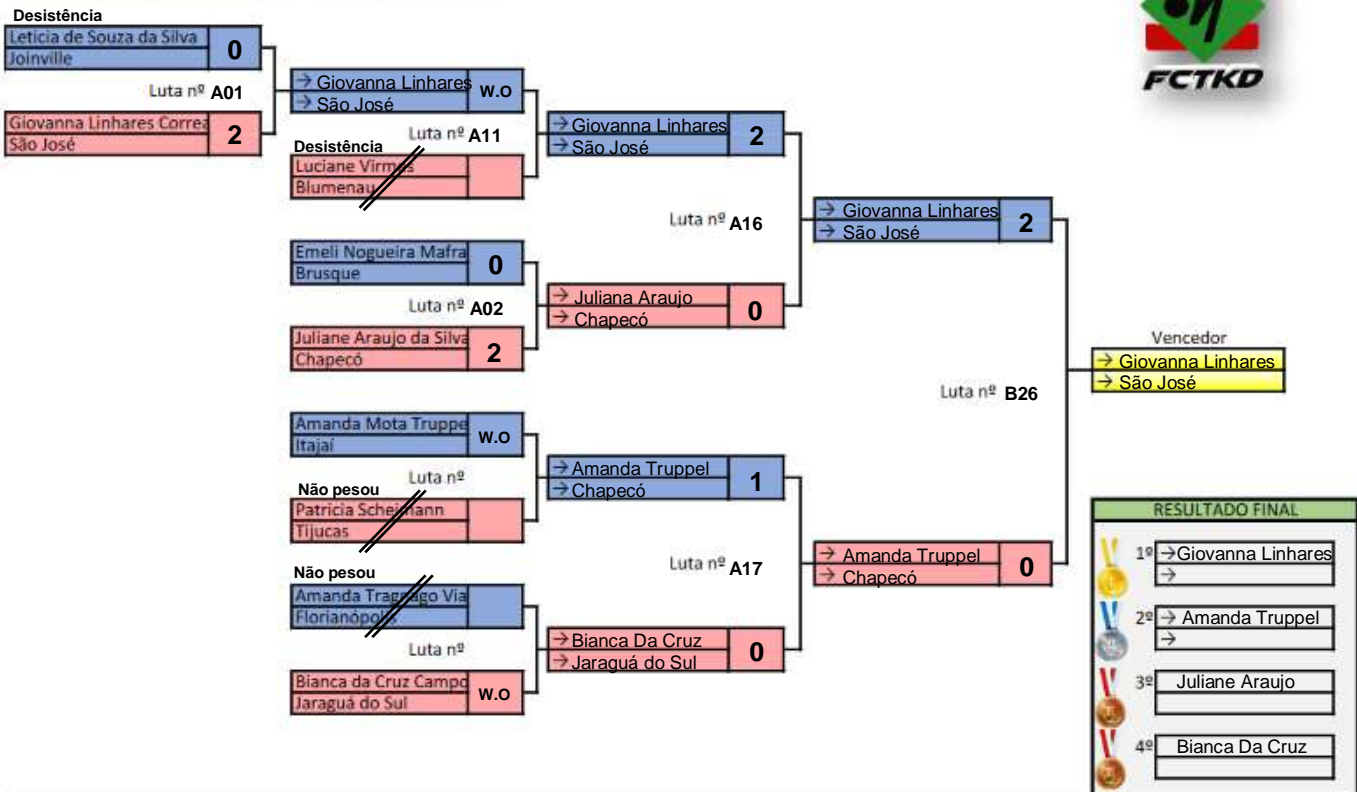 Desistência
Leticia de Souza da Silva 0
Joinville
Luta nº A01
Giovanna Linhares Correa 2
São José
→ Giovanna Linhares W.O
→ São José
Luta nº A11
Desistência
Luciane Virmes
Blumenau
Emeli Nogueira Mafra 0
Brusque
Luta nº A02
Juliane Araujo da Silva 2
Chapecó
Amanda Mota Truppe W.O
Itajaí
Luta nº
Não pesou
Patricia Scheimann
Tijucas
Não pesou
Amanda Tragnago Via
Florianópolis
Luta nº
Bianca da Cruz Campo W.O
Jaraguá do Sul
→ Giovanna Linhares 2
→ São José
Luta nº A16
→ Juliana Araujo 0
→ Chapecó
→ Amanda Truppel 1
→ Chapecó
Luta nº A17
→ Bianca Da Cruz 0
→ Jaraguá do Sul
→ Giovanna Linhares 2
→ São José
Luta nº B26
→ Amanda Truppel 0
→ Chapecó
Vencedor
→ Giovanna Linhares
→ São José
FCTKD
RESULTADO FINAL
1º → Giovanna Linhares
→
2º → Amanda Truppel
→
3º Juliane Araujo
4º Bianca Da Cruz